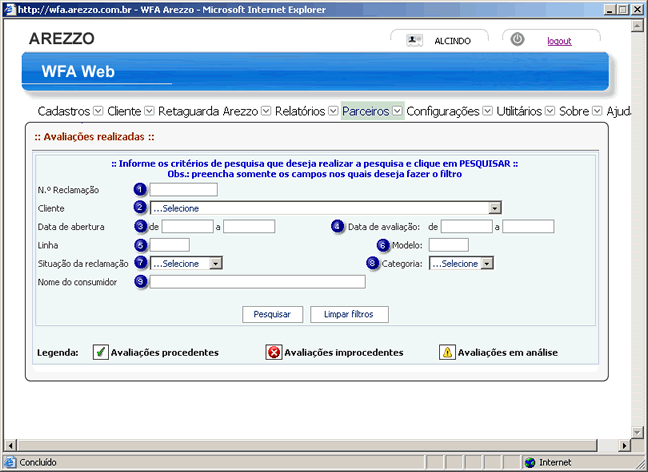 http://wfa.arezzo.com.br - WFA Arezzo - Microsoft Internet Explorer
AREZZO ALCINDO logout
WFA Web
Cadastros Cliente Retaguarda Arezzo Relatórios Parceiros Configurações Utilitários Sobre Ajud
:: Avaliações realizadas ::
:: Informe os critérios de pesquisa que deseja realizar a pesquisa e clique em PESQUISAR ::
Obs.: preencha somente os campos nos quais deseja fazer o filtro
N.º Reclamação 1
Cliente 2 ...Selecione
Data de abertura 3 de a 4 Data de avaliação: de a
Linha 5 6 Modelo:
Situação da reclamação 7 ...Selecione 8 Categoria: ...Selecione
Nome do consumidor 9
Pesquisar Limpar filtros
Legenda: Avaliações procedentes Avaliações improcedentes Avaliações em análise
Concluído Internet